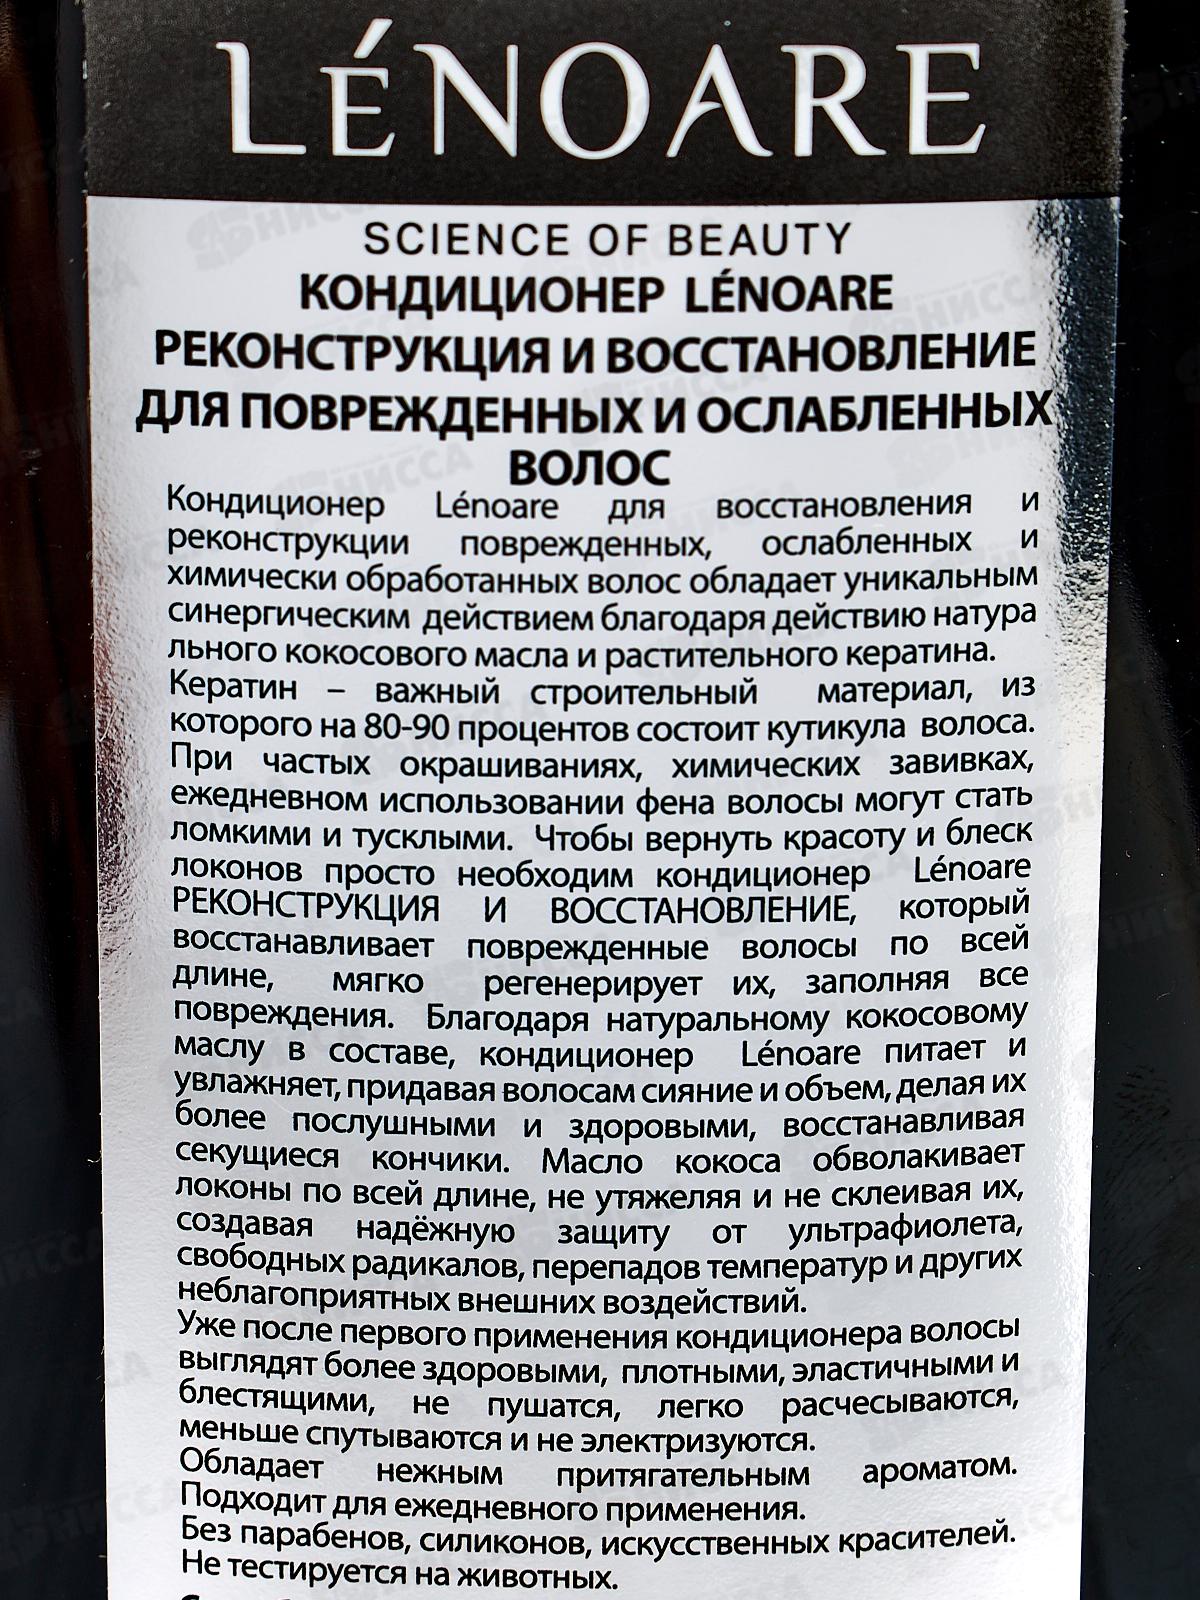 LÉNOARE
SCIENCE OF BEAUTY
КОНДИЦИОНЕР LÉNOARE
РЕКОНСТРУКЦИЯ И ВОССТАНОВЛЕНИЕ
ДЛЯ ПОВРЕЖДЕННЫХ И ОСЛАБЛЕННЫХ
ВОЛОС
Кондиционер Lénoare для восстановления и
реконструкции поврежденных, ослабленных и
химически обработанных волос обладает уникальным
синергическим действием благодаря действию натура
льного кокосового масла и растительного кератина.
Кератин – важный строительный материал, из
которого на 80-90 процентов состоит кутикула волоса.
При частых окрашиваниях, химических завивках,
ежедневном использовании фена волосы могут стать
ломкими и тусклыми. Чтобы вернуть красоту и блеск
локонов просто необходим кондиционер Lénoare
РЕКОНСТРУКЦИЯ И ВОССТАНОВЛЕНИЕ, который
восстанавливает поврежденные волосы по всей
длине, мягко регенерирует их, заполняя все
повреждения. Благодаря натуральному кокосовому
маслу в составе, кондиционер Lénoare питает и
увлажняет, придавая волосам сияние и объем, делая их
более послушными и здоровыми, восстанавливая
секущиеся кончики. Масло кокоса обволакивает
локоны по всей длине, не утяжеляя и не склеивая их,
создавая надёжную защиту от ультрафиолета,
свободных радикалов, перепадов температур и других
неблагоприятных внешних воздействий.
Уже после первого применения кондиционера волосы
выглядят более здоровыми, плотными, эластичными и
блестящими, не пушатся, легко расчесываются,
меньше спутываются и не электризуются.
Обладает нежным притягательным ароматом.
Подходит для ежедневного применения.
Без парабенов, силиконов, искусственных красителей.
Не тестируется на животных.